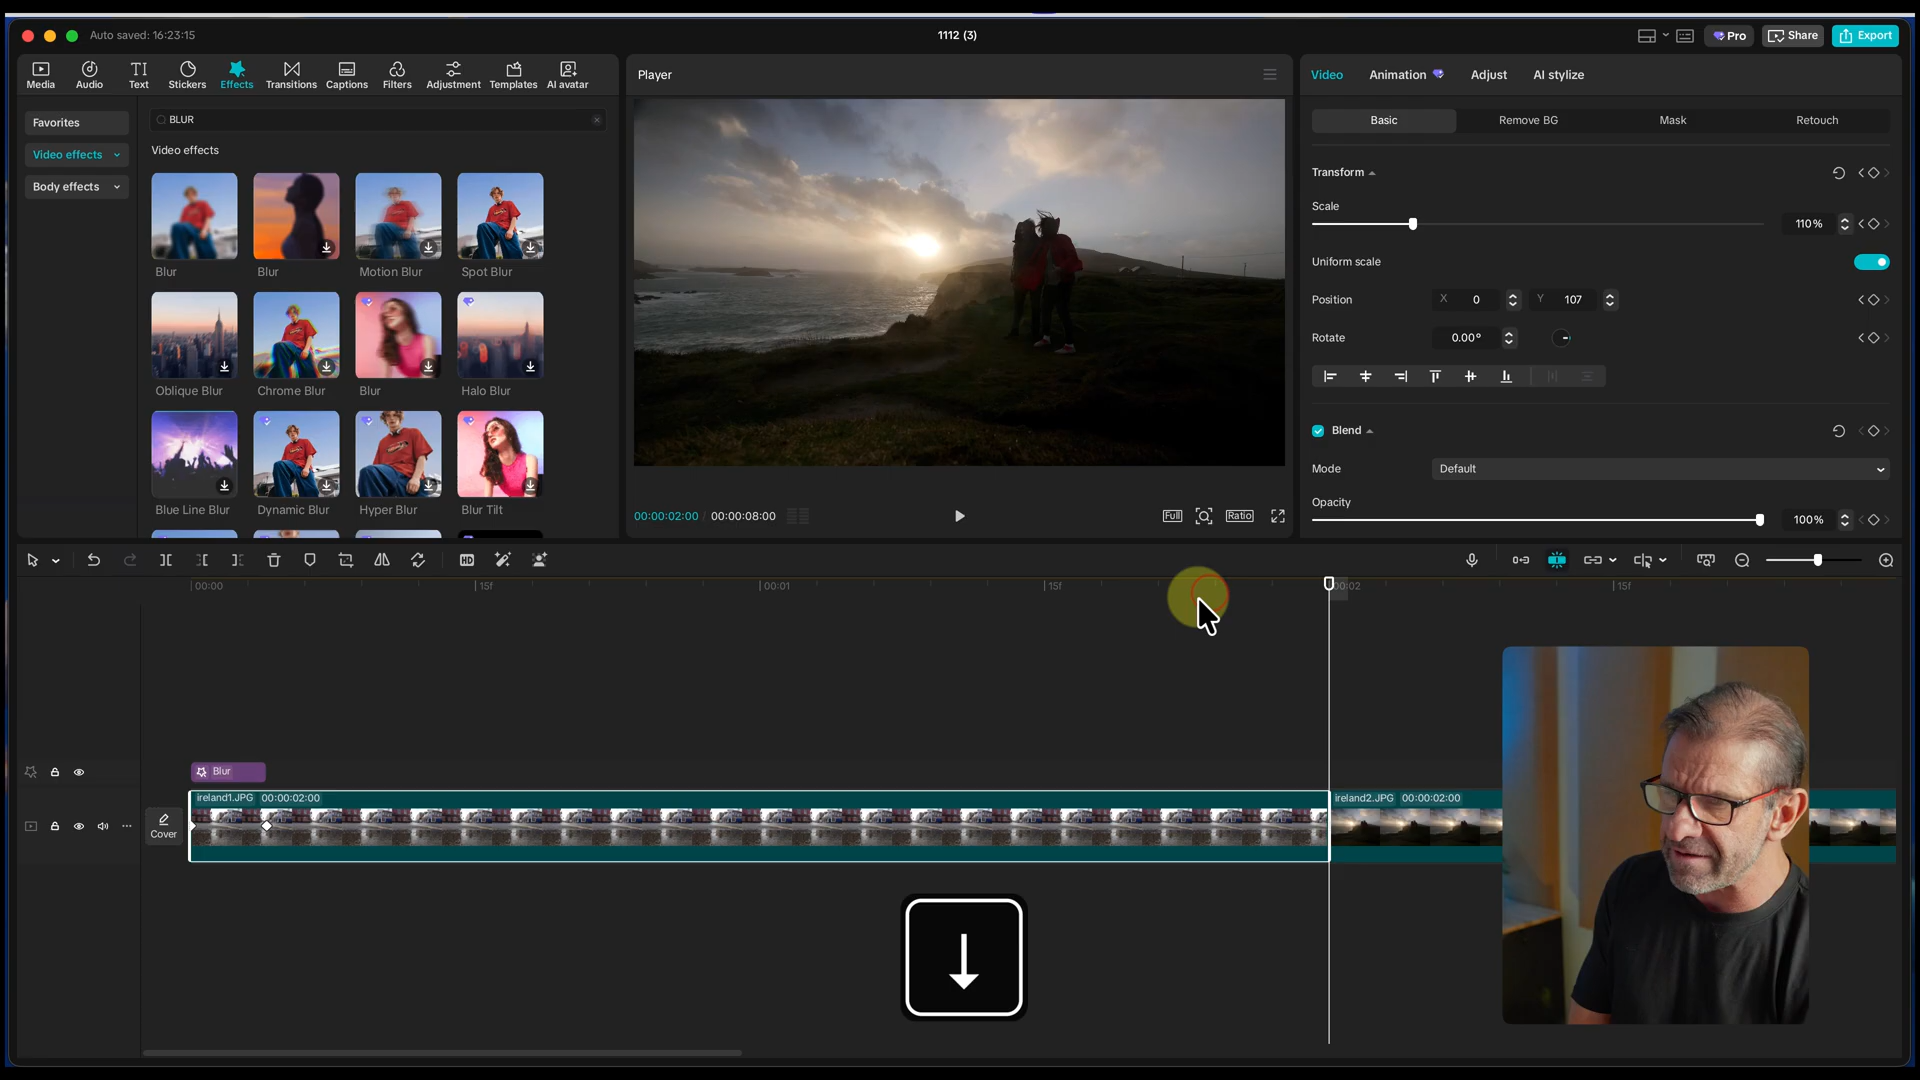 Auto saved: 16:23:15
1112 (3)
Pro
Share
Export
Media
Audio
Text
Stickers
Effects
Transitions
Captions
Filters
Adjustment
Templates
AI avatar
Favorites
Video effects
Body effects
BLUR
Video effects
Blur
Blur
Motion Blur
Spot Blur
Oblique Blur
Chrome Blur
Blur
Halo Blur
Blue Line Blur
Dynamic Blur
Hyper Blur
Blur Tilt
Player
00:00:02:00 / 00:00:08:00
Full
Ratio
Video
Animation
Adjust
AI stylize
Basic
Remove BG
Mask
Retouch
Transform
Scale
110%
Uniform scale
Position
X 0
Y 107
Rotate
0.00°
Blend
Mode
Default
Opacity
100%
HD
00:00
15f
00:01
15f
00:02
15f
Blur
Cover
ireland1.JPG 00:00:02:00
ireland2.JPG 00:00:02:00